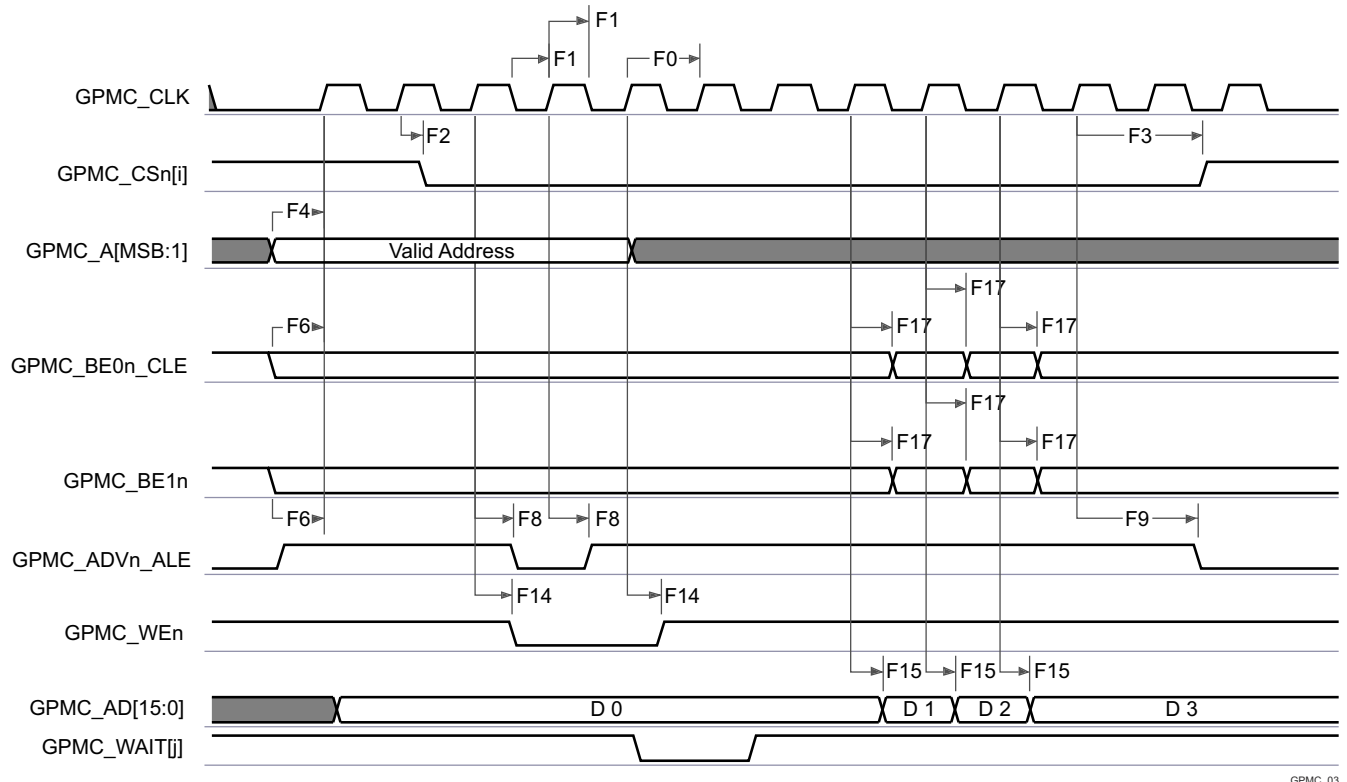 F1
F1 F0
GPMC_CLK
F2 F3
GPMC_CSn[i]
F4
GPMC_A[MSB:1] Valid Address
F17
F6 F17 F17
GPMC_BE0n_CLE
F17
F17 F17
GPMC_BE1n
F6 F8 F8 F9
GPMC_ADVn_ALE
F14 F14
GPMC_WEn
F15 F15 F15
GPMC_AD[15:0] D 0 D 1 D 2 D 3
GPMC_WAIT[j]
GPMC_03